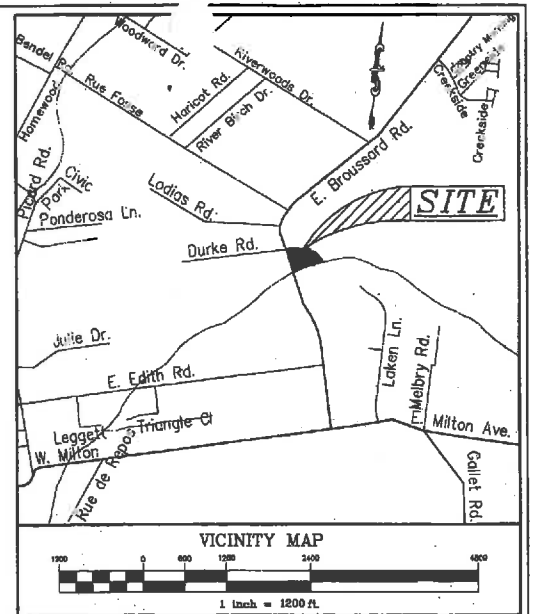 Woodward Dr.
Bendel Rd.
Rue Fosse
Riverwoods Dr.
Haricot Rd.
River Birch Dr.
Homewood
Creekside
Creekside
Greenside
E. Broussard Rd.
Picard Rd.
Civic
Park
Lodias Rd.
SITE
Ponderosa Ln.
Durke Rd.
Julie Dr.
Laken Ln.
Melbry Rd.
E. Edith Rd.
Leggett
Triangle Ct
Milton Ave.
W. Milton
Rue de Repos
Gallet Rd.
VICINITY MAP
1200 0 600 1200 2400 4800
1 inch = 1200 ft.